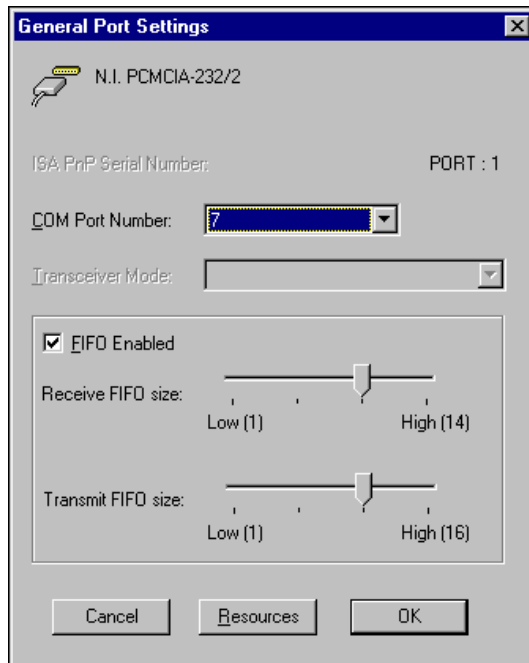 General Port Settings
N.I. PCMCIA-232/2
ISA PnP Serial Number:
PORT : 1
COM Port Number:
7
Transceiver Mode:
FIFO Enabled
Receive FIFO size:
Low (1)
High (14)
Transmit FIFO size:
Low (1)
High (16)
Cancel
Resources
OK